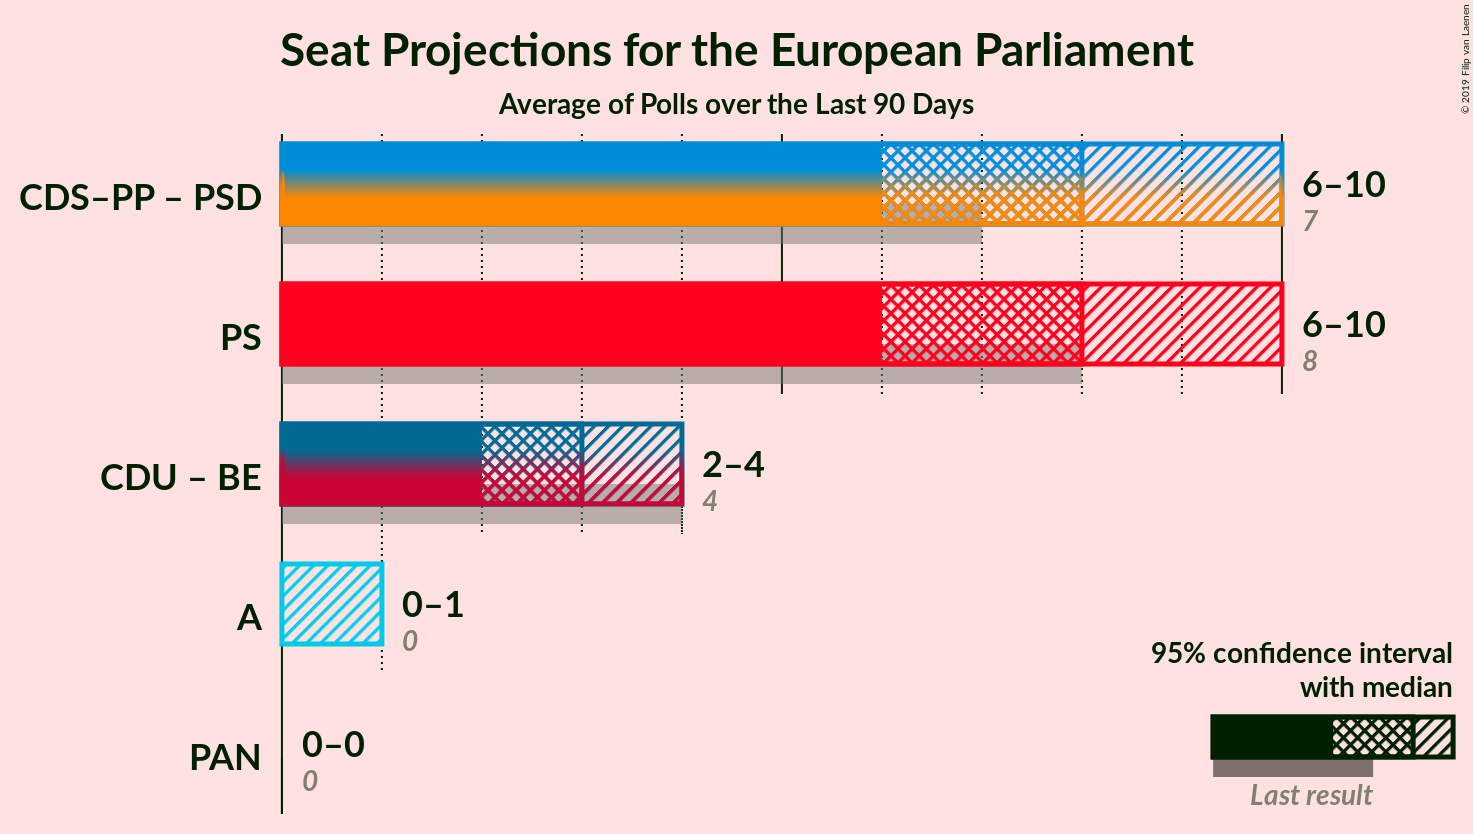 Seat Projections for the European Parliament
Average of Polls over the Last 90 Days
© 2019 Filip van Laenen
CDS–PP – PSD
6–10
7
PS
6–10
8
CDU – BE
2–4
4
A
0–1
0
PAN
0–0
0
95% confidence interval
with median
Last result